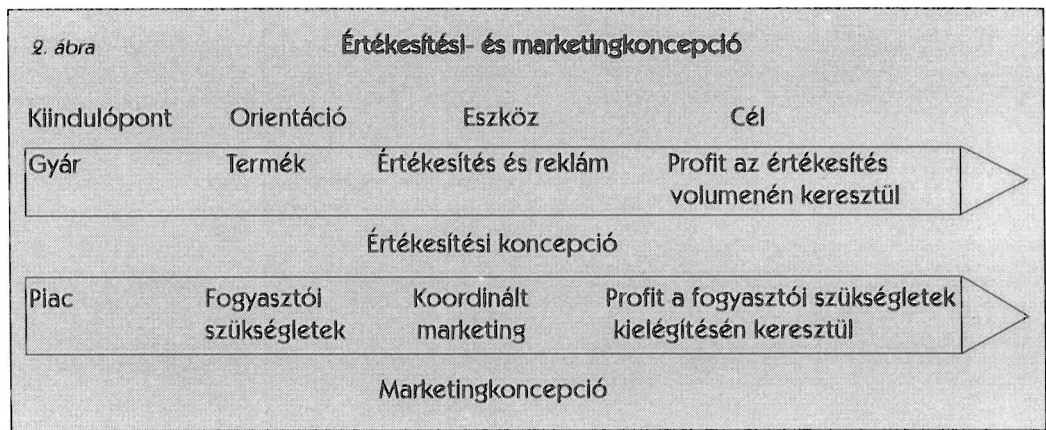 2. ábra Értékesítési- és marketingkoncepció
Kiindulópont Orientáció Eszköz Cél
Gyár Termék Értékesítés és reklám Profit az értékesítés
volumenén keresztül
Értékesítési koncepció
Piac Fogyasztói Koordinált Profit a fogyasztói szükségletek
szükségletek marketing kielégítésén keresztül
Marketingkoncepció